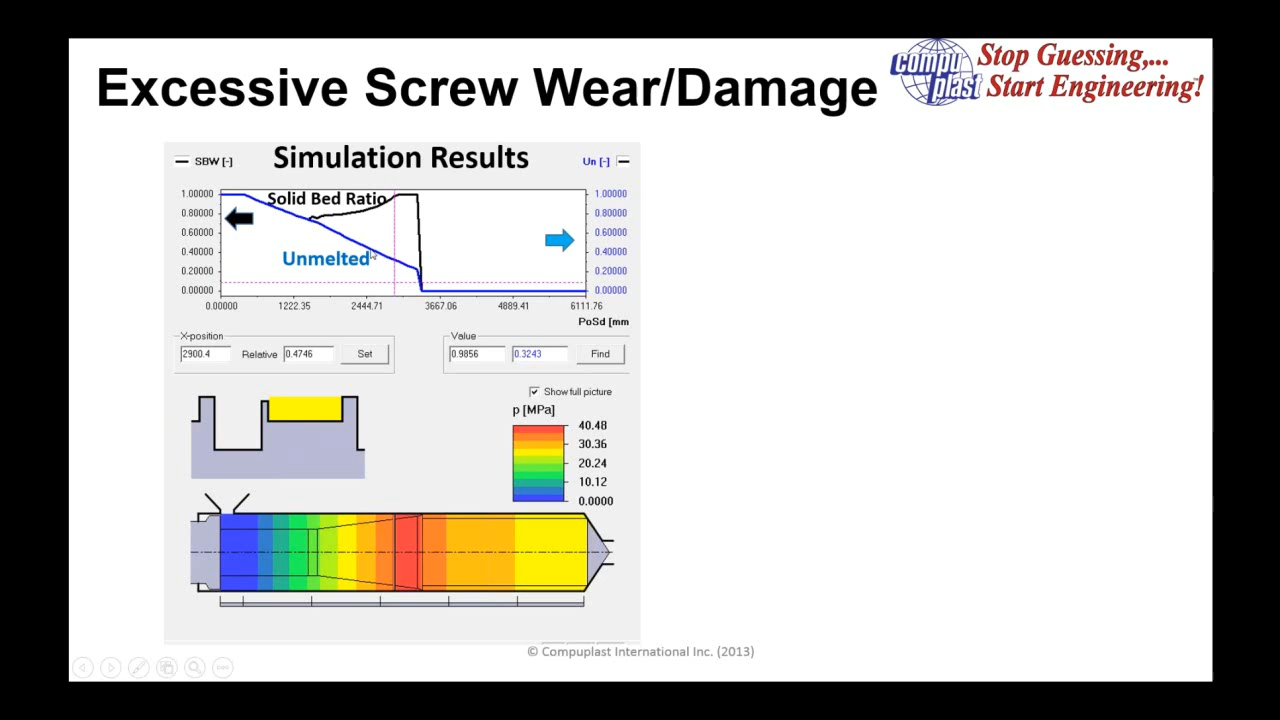 Excessive Screw Wear/Damage
compu
plast
Stop Guessing,...
Start Engineering!
Simulation Results
SBW [-]
Un [-]
Solid Bed Ratio
Unmelted
1.00000
0.80000
0.60000
0.40000
0.20000
0.00000
1.00000
0.80000
0.60000
0.40000
0.20000
0.00000
0.00000 1222.35 2444.71 3667.06 4889.41 6111.76
PoSd [mm
X-position
2900.4 Relative 0.4746 Set
Value
0.9856 0.3243 Find
Show full picture
p [MPa]
40.48
30.36
20.24
10.12
0.0000
© Compuplast International Inc. (2013)